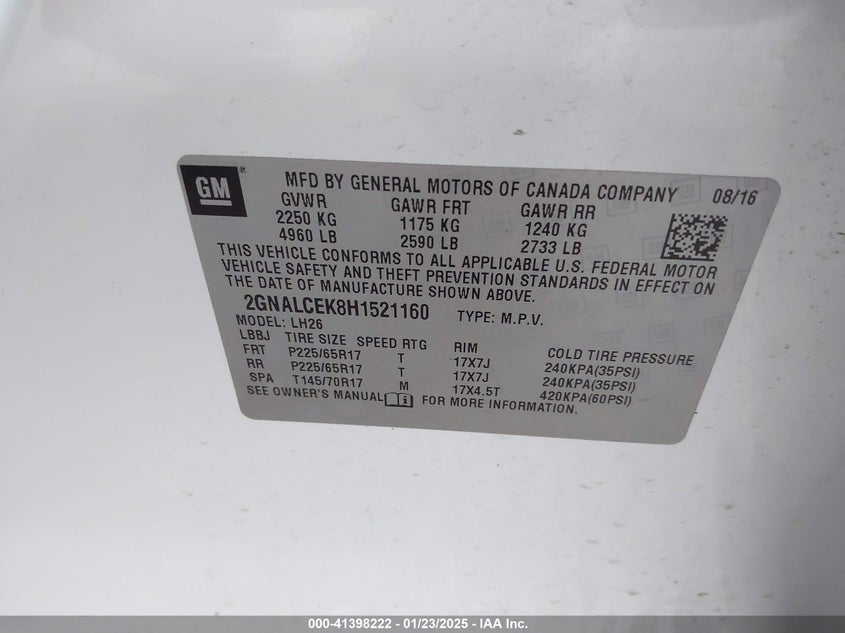 GM ®
MFD BY GENERAL MOTORS OF CANADA COMPANY 08/16
GVWR GAWR FRT GAWR RR
2250 KG 1175 KG 1240 KG
4960 LB 2590 LB 2733 LB
THIS VEHICLE CONFORMS TO ALL APPLICABLE U.S. FEDERAL MOTOR
VEHICLE SAFETY AND THEFT PREVENTION STANDARDS IN EFFECT ON
THE DATE OF MANUFACTURE SHOWN ABOVE.
2GNALCEK8H1521160 TYPE: M.P.V.
MODEL: LH26
LBBJ TIRE SIZE SPEED RTG RIM COLD TIRE PRESSURE
FRT P225/65R17 T 17X7J 240KPA(35PSI)
RR P225/65R17 T 17X7J 240KPA(35PSI)
SPA T145/70R17 M 17X4.5T 420KPA(60PSI)
SEE OWNER'S MANUAL FOR MORE INFORMATION.
000-41398222 - 01/23/2025 - IAA Inc.